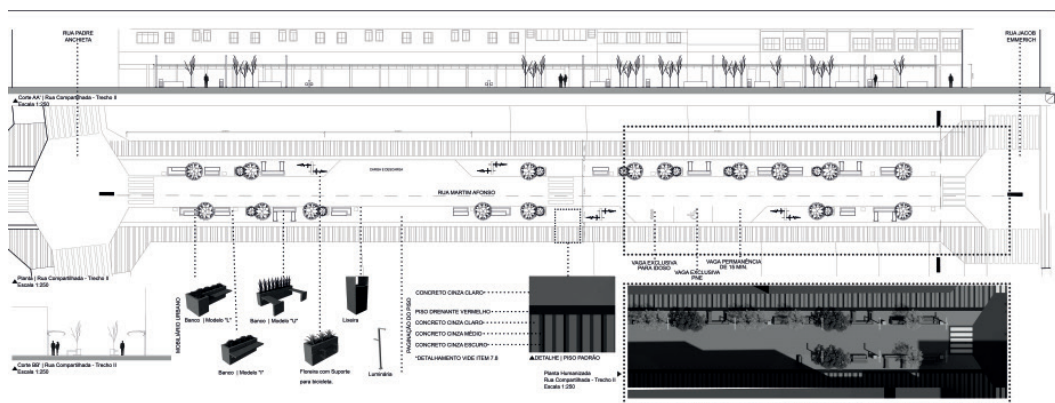 RUA PADRE
ANCHIETA
RUA JACOB
EMMERICH
Corte AA' | Rua Compartilhada - Trecho II
Escala 1:250
CARGA E DESCARGA
RUA MARTIM AFONSO
Planta | Rua Compartilhada - Trecho II
Escala 1:250
VAGA EXCLUSIVA
PARA IDOSO
VAGA EXCLUSIVA
PNE
VAGA PERMANÊNCIA
DE 15 MIN.
MOBILIÁRIO URBANO
Banco | Modelo "L"
Banco | Modelo "U"
Lixeira
Banco | Modelo "I"
Floreira com Suporte
para bicicleta.
Luminária
PAGINAÇÃO DO PISO
CONCRETO CINZA CLARO
PISO DRENANTE VERMELHO
CONCRETO CINZA CLARO
CONCRETO CINZA MÉDIO
CONCRETO CINZA ESCURO
*DETALHAMENTO VIDE ITEM 7.8
DETALHE | PISO PADRÃO
Planta Humanizada
Rua Compartilhada - Trecho II
Escala 1:250
Corte BB' | Rua Compartilhada - Trecho II
Escala 1:250